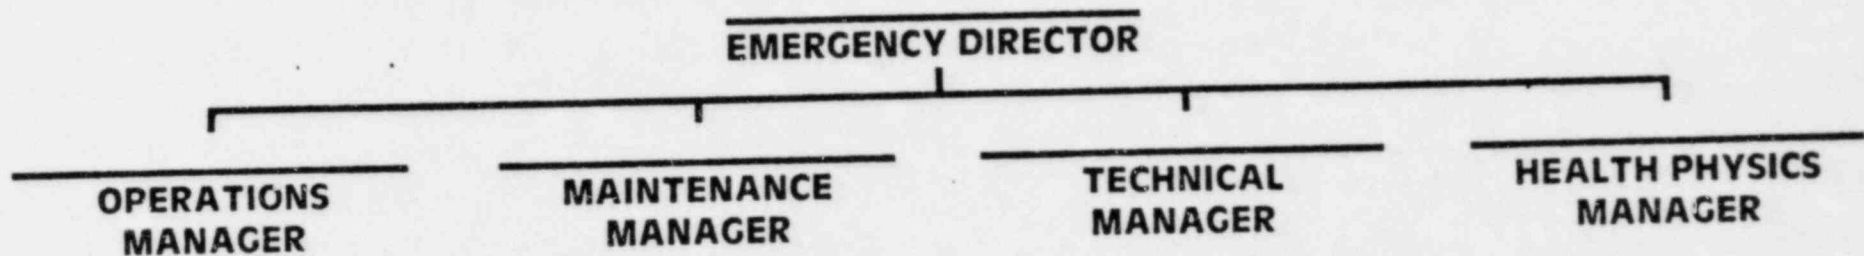 EMERGENCY DIRECTOR
OPERATIONS
MANAGER
MAINTENANCE
MANAGER
TECHNICAL
MANAGER
HEALTH PHYSICS
MANAGER